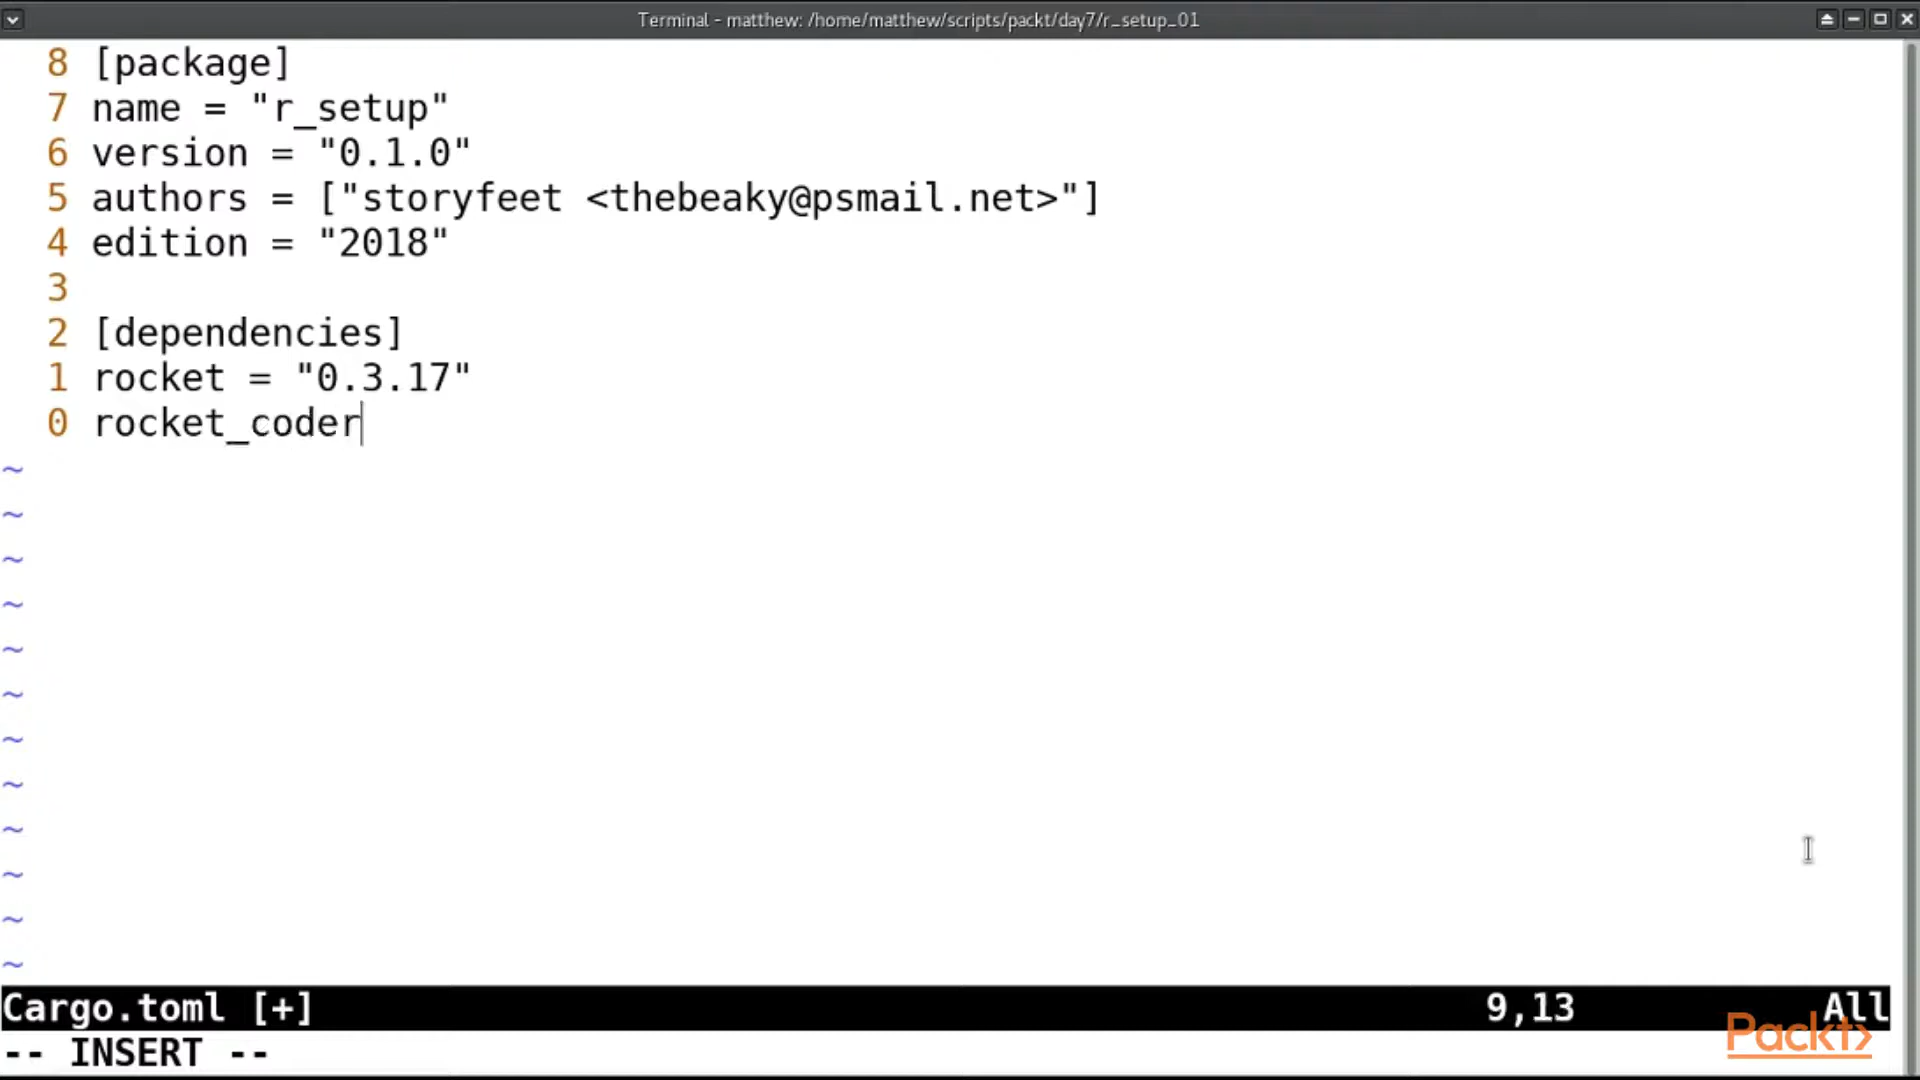 Terminal - matthew: /home/matthew/scripts/packt/day7/r_setup_01
8 [package]
7 name = "r_setup"
6 version = "0.1.0"
5 authors = ["storyfeet <thebeaky@psmail.net>"]
4 edition = "2018"
3
2 [dependencies]
1 rocket = "0.3.17"
0 rocket_coder
~
~
~
~
~
~
~
~
~
~
~
~
Cargo.toml [+] 9,13 All
-- INSERT --
Packt>